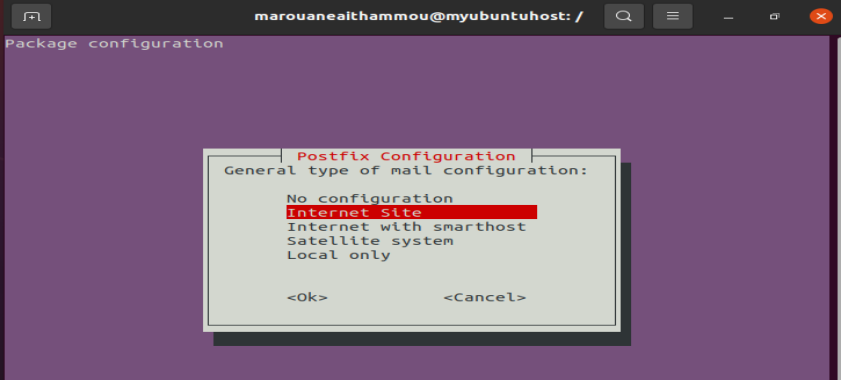 marouaneaithammou@myubuntuhost: /
Package configuration
Postfix Configuration
General type of mail configuration:
No configuration
Internet Site
Internet with smarthost
Satellite system
Local only
<Ok> <Cancel>